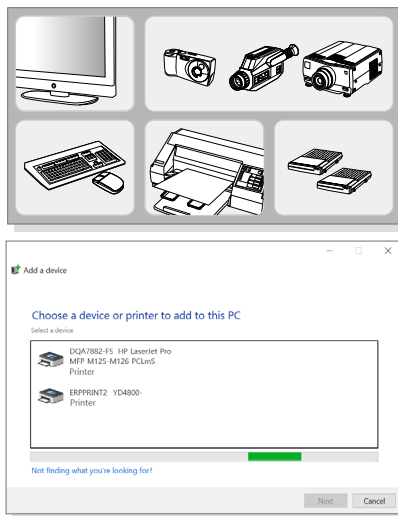 Add a device
Choose a device or printer to add to this PC
Select a device
DQA7882-F5 HP LaserJet Pro
MFP M125-M126 PCLmS
Printer
ERPPRINT2 YD4800-
Printer
Not finding what you're looking for?
Next Cancel